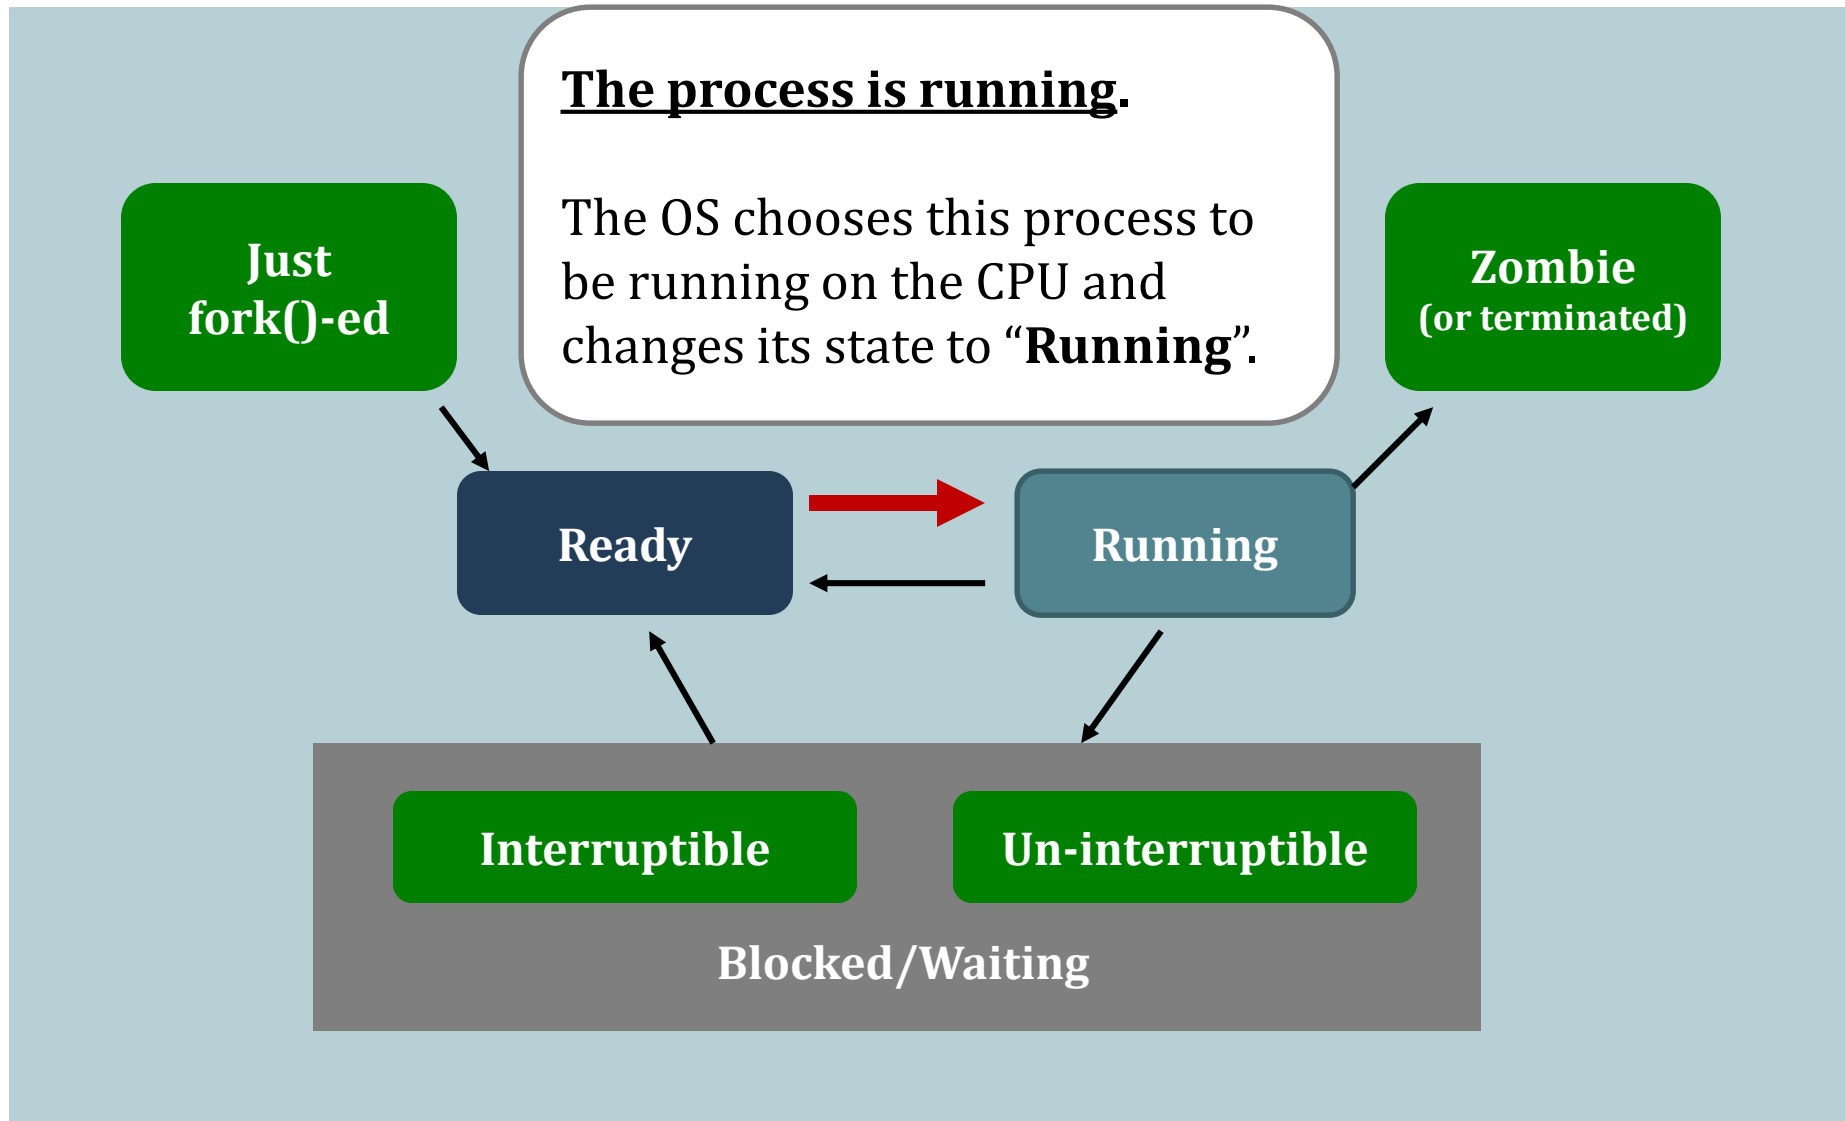 The process is running.
The OS chooses this process to
be running on the CPU and
changes its state to “Running”.
Just
fork()-ed
Zombie
(or terminated)
Ready
Running
Interruptible
Un-interruptible
Blocked/Waiting